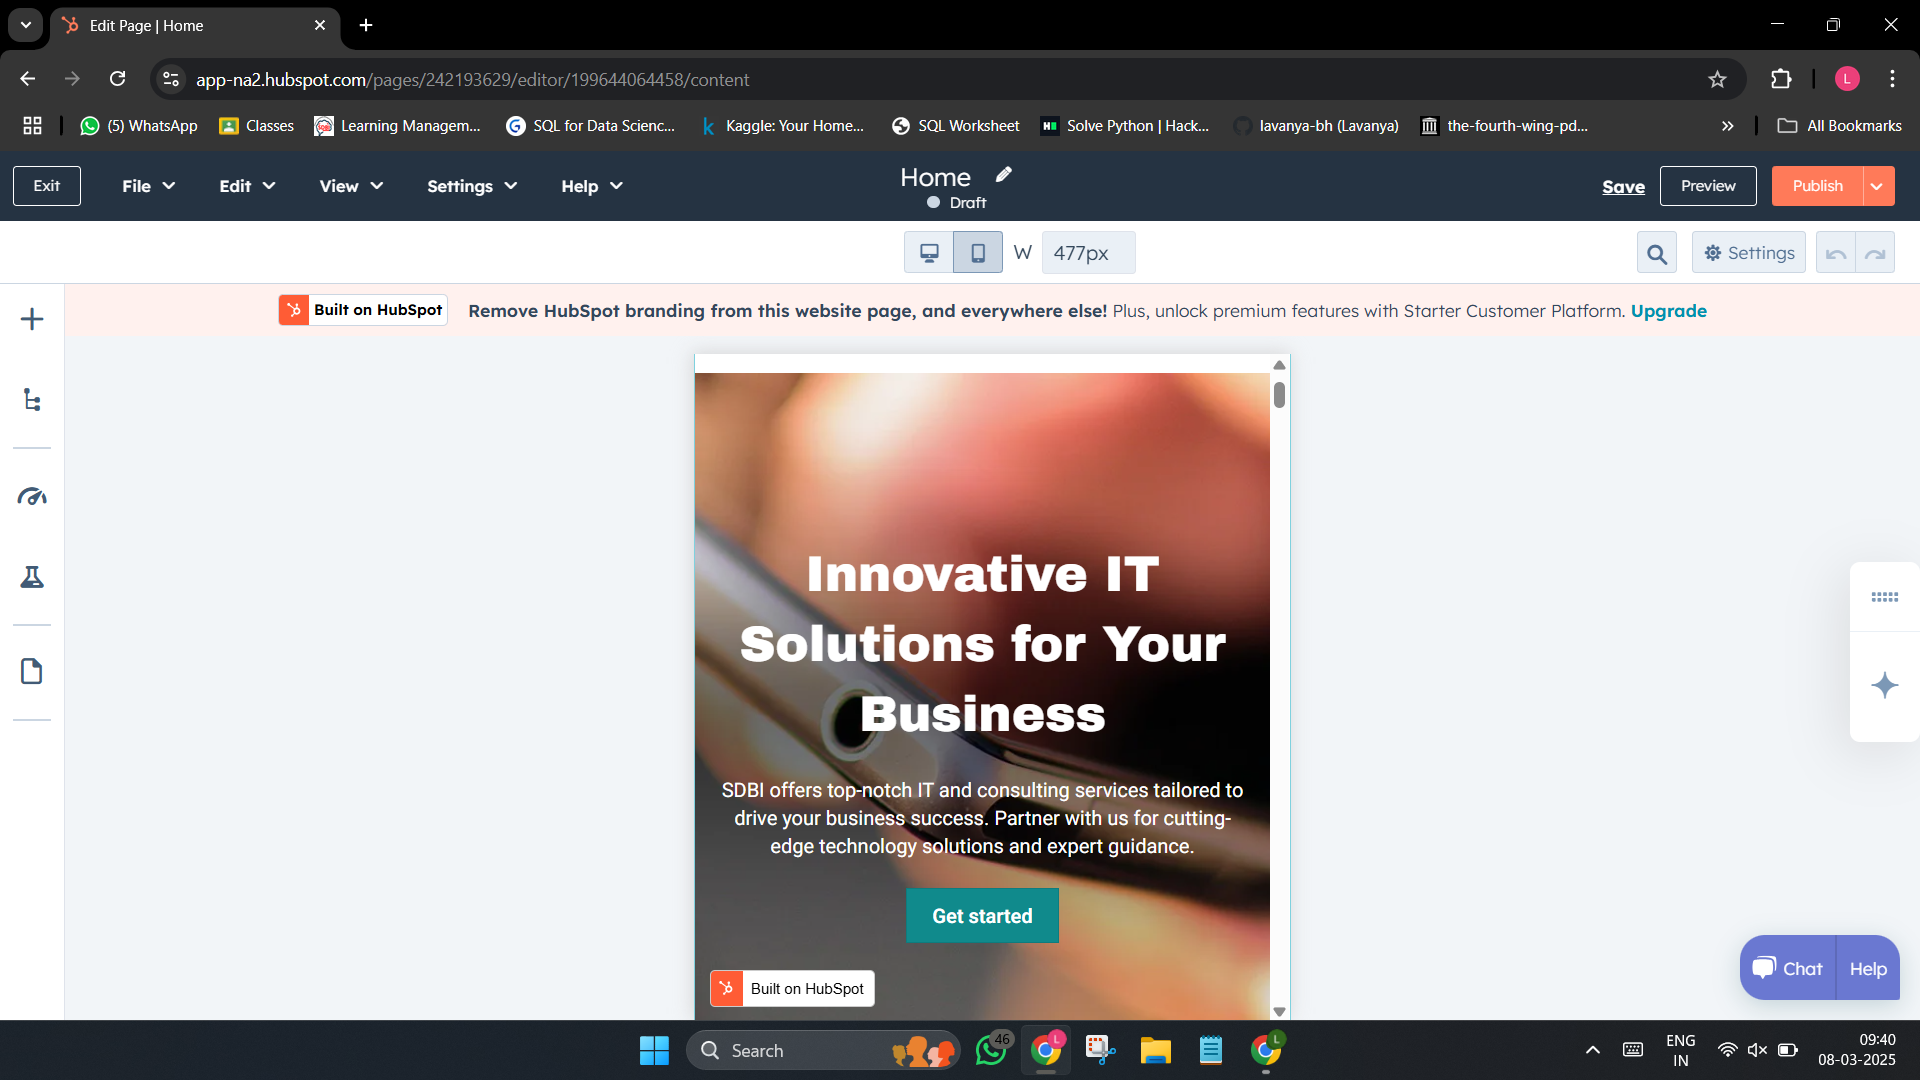 Edit Page | Home
app-na2.hubspot.com/pages/242193629/editor/199644064458/content
L
(5) WhatsApp
Classes
Learning Managem...
SQL for Data Scienc...
Kaggle: Your Home...
SQL Worksheet
Solve Python | Hack...
lavanya-bh (Lavanya)
the-fourth-wing-pd...
All Bookmarks
Exit
File
Edit
View
Settings
Help
Home
Draft
Save
Preview
Publish
W
477px
Settings
Built on HubSpot
Remove HubSpot branding from this website page, and everywhere else! Plus, unlock premium features with Starter Customer Platform. Upgrade
Innovative IT
Solutions for Your
Business
SDBI offers top-notch IT and consulting services tailored to
drive your business success. Partner with us for cutting-
edge technology solutions and expert guidance.
Get started
Built on HubSpot
Chat
Help
Search
46
L
L
ENG
IN
09:40
08-03-2025